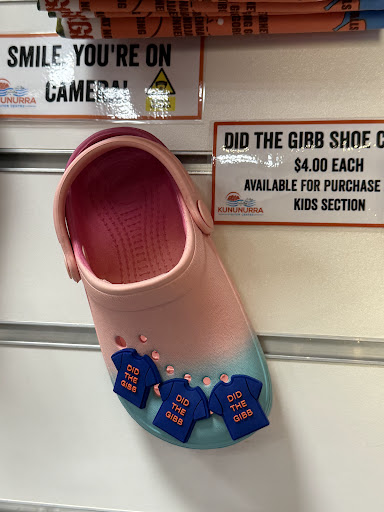 SMILE, YOU'RE ON
CAMERA!
KUNUNURRA
DID THE GIBB SHOE C
$4.00 EACH
AVAILABLE FOR PURCHASE
KIDS SECTION
KUNUNURRA
DID
THE
GIBB
DID
THE
GIBB
DID
THE
GIBB